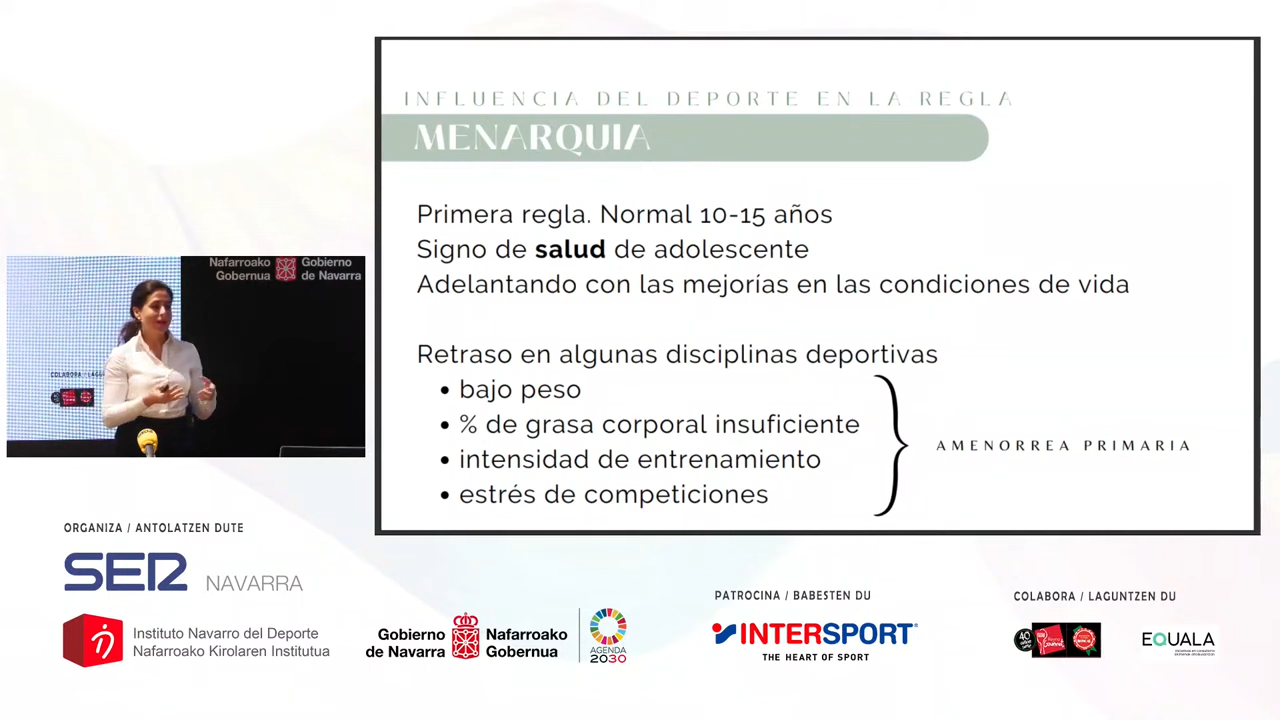 INFLUENCIA DEL DEPORTE EN LA REGLA
MENARQUIA
Primera regla. Normal 10-15 años
Signo de salud de adolescente
Adelantando con las mejorías en las condiciones de vida
Retraso en algunas disciplinas deportivas
• bajo peso
• % de grasa corporal insuficiente
• intensidad de entrenamiento
• estrés de competiciones
AMENORREA PRIMARIA
Nafarroako Gobierno
Gobernua de Navarra
ORGANIZA / ANTOLATZEN DUTE
SER NAVARRA
Instituto Navarro del Deporte
Nafarroako Kirolaren Institutua
Gobierno Nafarroako
de Navarra Gobernua
AGENDA
2030
PATROCINA / BABESTEN DU
INTERSPORT
THE HEART OF SPORT
COLABORA / LAGUNTZEN DU
40
EQUALA